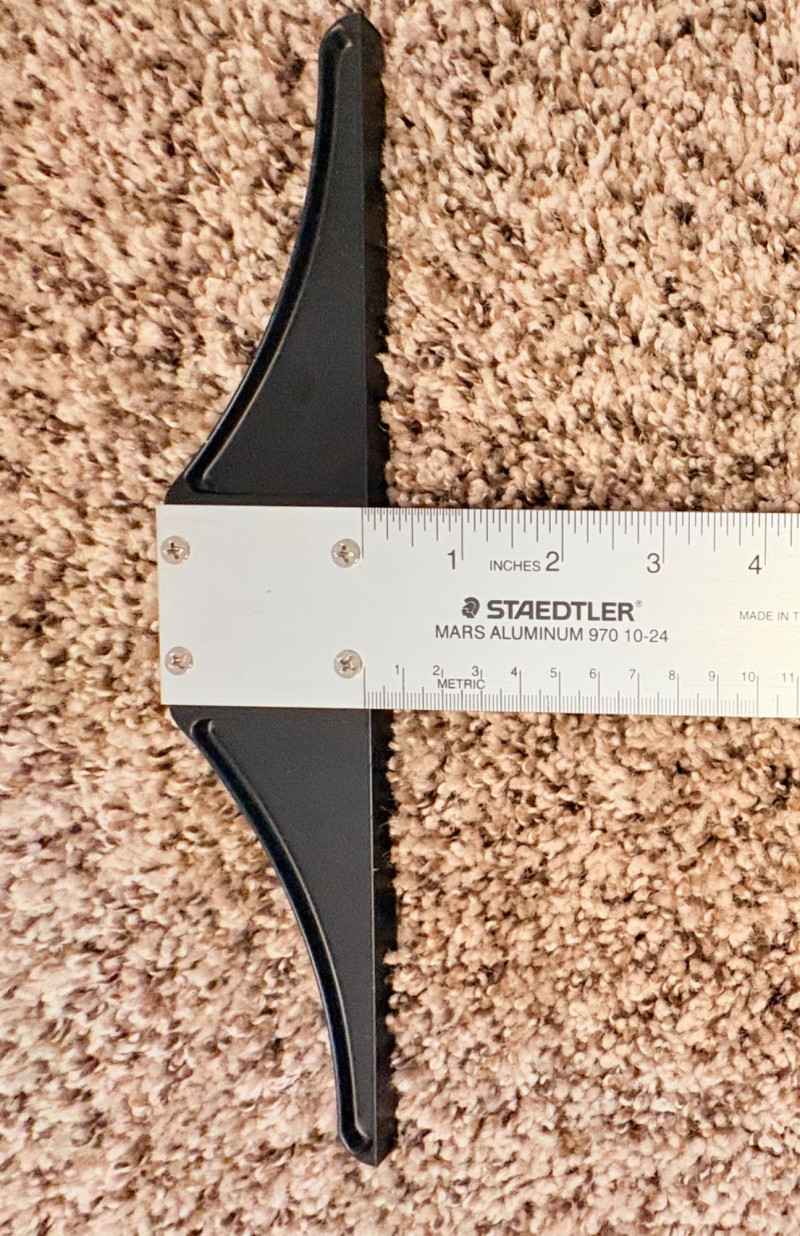 1 INCHES 2 3 4
STAEDTLER®
MARS ALUMINUM 970 10-24
MADE IN T
1 2 3 4 5 6 7 8 9 10 11
METRIC